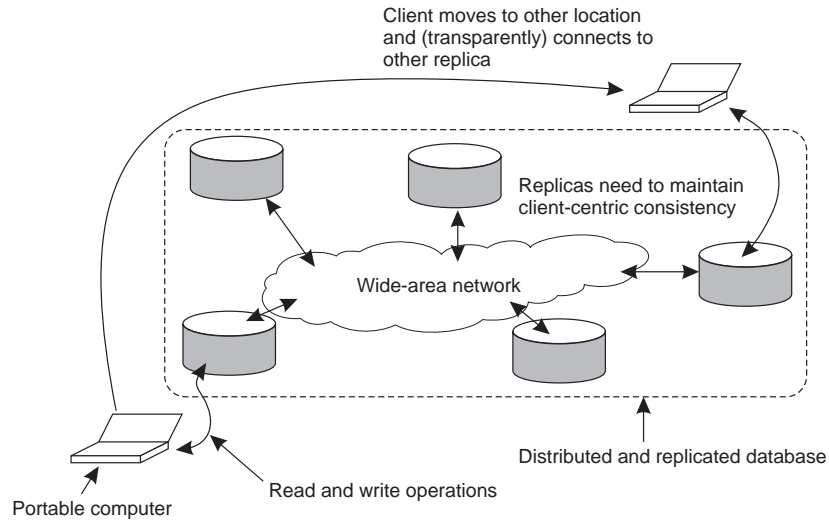 Client moves to other location
and (transparently) connects to
other replica
Replicas need to maintain
client-centric consistency
Wide-area network
Distributed and replicated database
Read and write operations
Portable computer